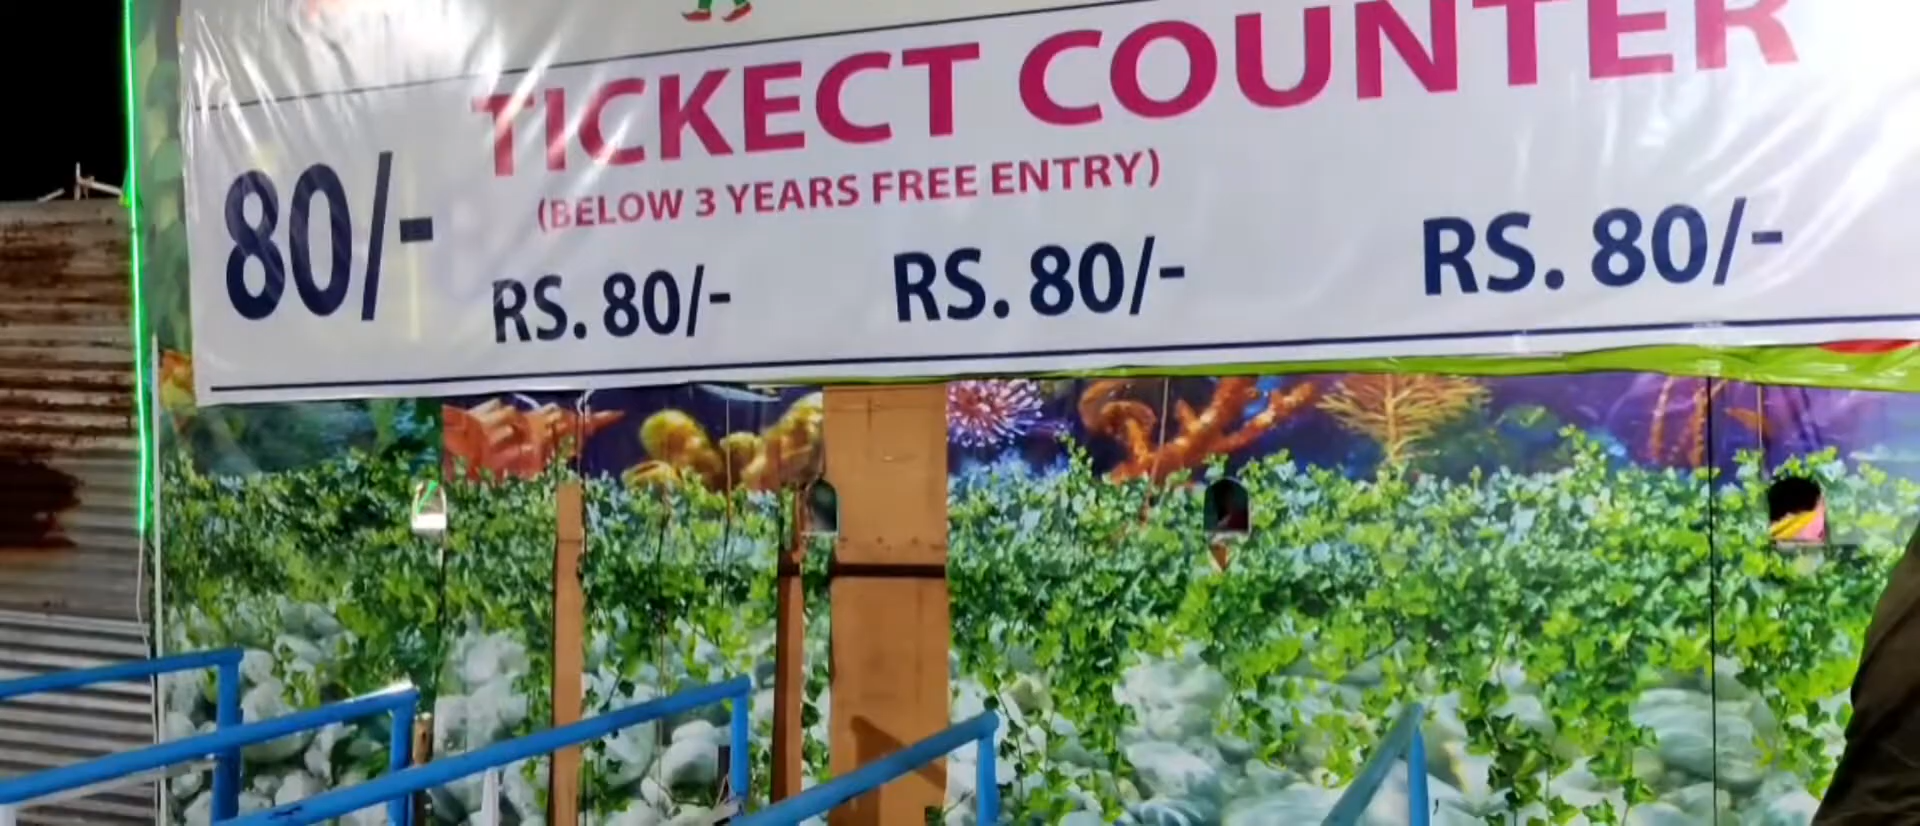 TICKECT COUNTER
(BELOW 3 YEARS FREE ENTRY)
80/- RS. 80/- RS. 80/- RS. 80/-